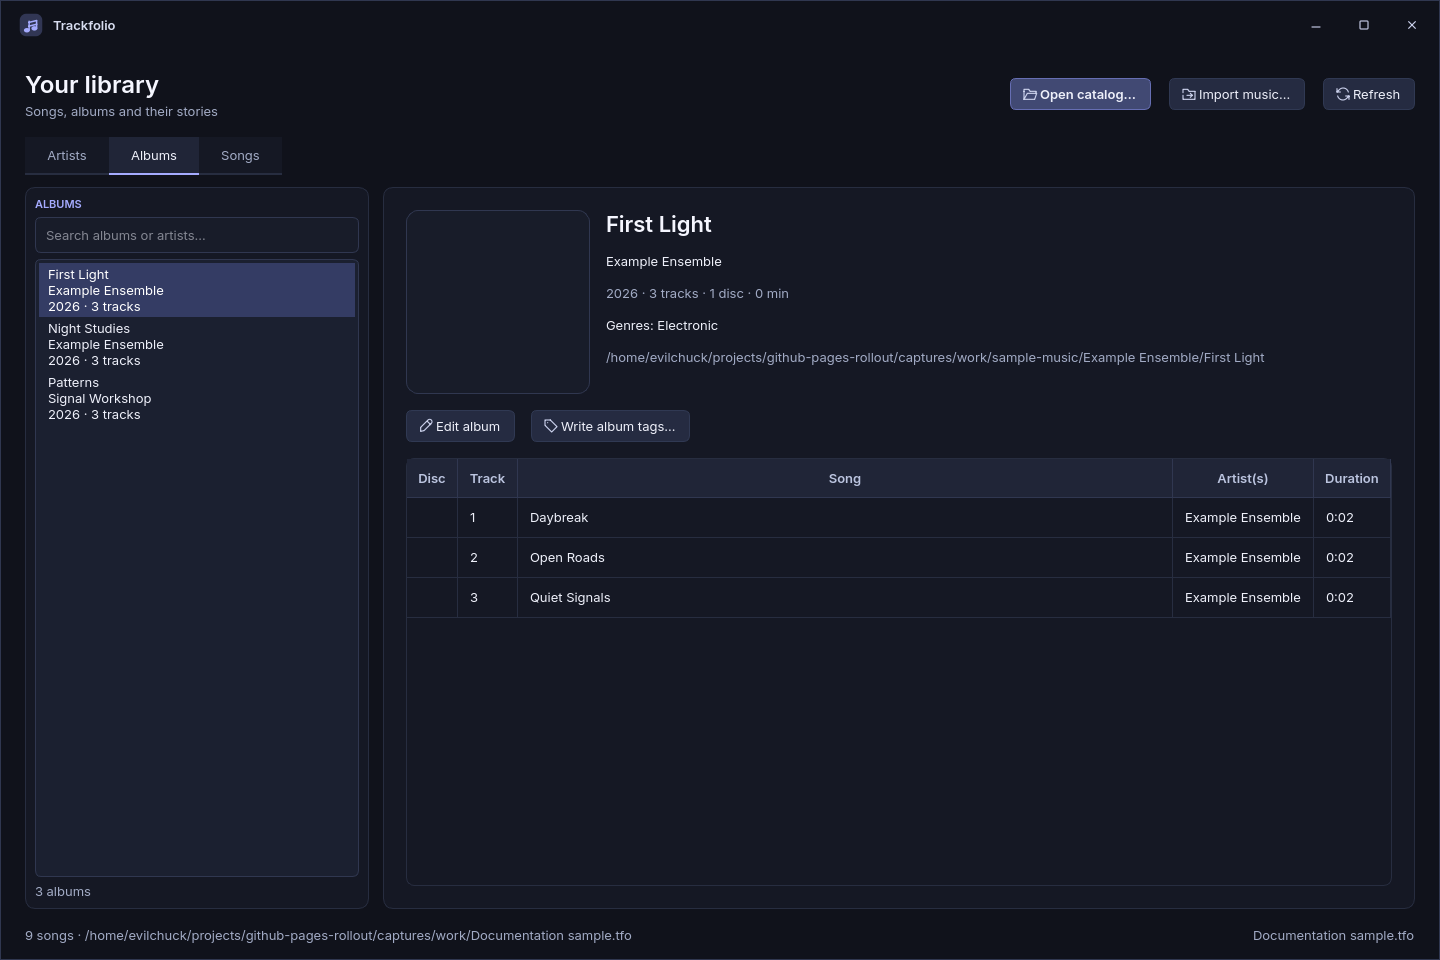 Trackfolio
Your library
Songs, albums and their stories
Open catalog...
Import music...
Refresh
Artists
Albums
Songs
ALBUMS
Search albums or artists...
First Light
Example Ensemble
2026 · 3 tracks
Night Studies
Example Ensemble
2026 · 3 tracks
Patterns
Signal Workshop
2026 · 3 tracks
3 albums
First Light
Example Ensemble
2026 · 3 tracks · 1 disc · 0 min
Genres: Electronic
/home/evilchuck/projects/github-pages-rollout/captures/work/sample-music/Example Ensemble/First Light
Edit album
Write album tags...
Disc Track Song Artist(s) Duration
1 Daybreak Example Ensemble 0:02
2 Open Roads Example Ensemble 0:02
3 Quiet Signals Example Ensemble 0:02
9 songs · /home/evilchuck/projects/github-pages-rollout/captures/work/Documentation sample.tfo
Documentation sample.tfo